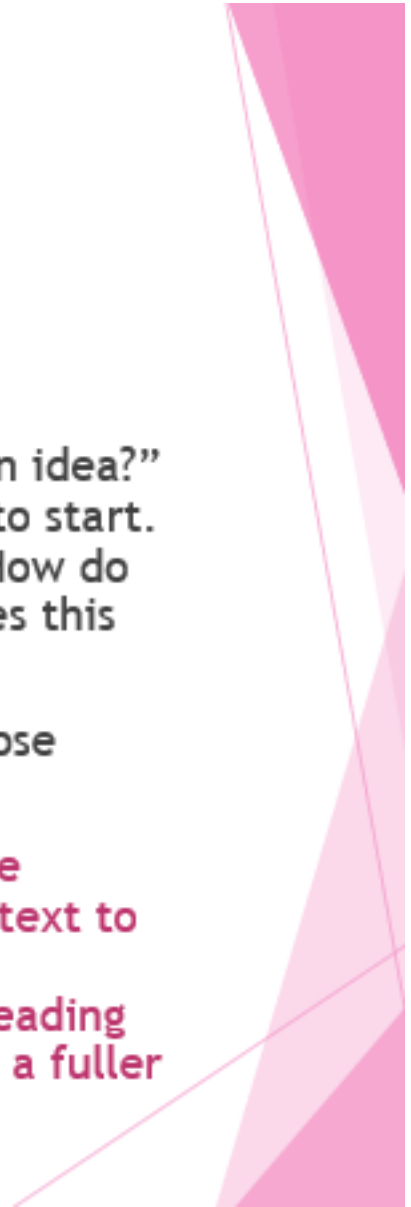 n idea?”
to start.
How do
es this
ose
e
text to
eading
a fuller